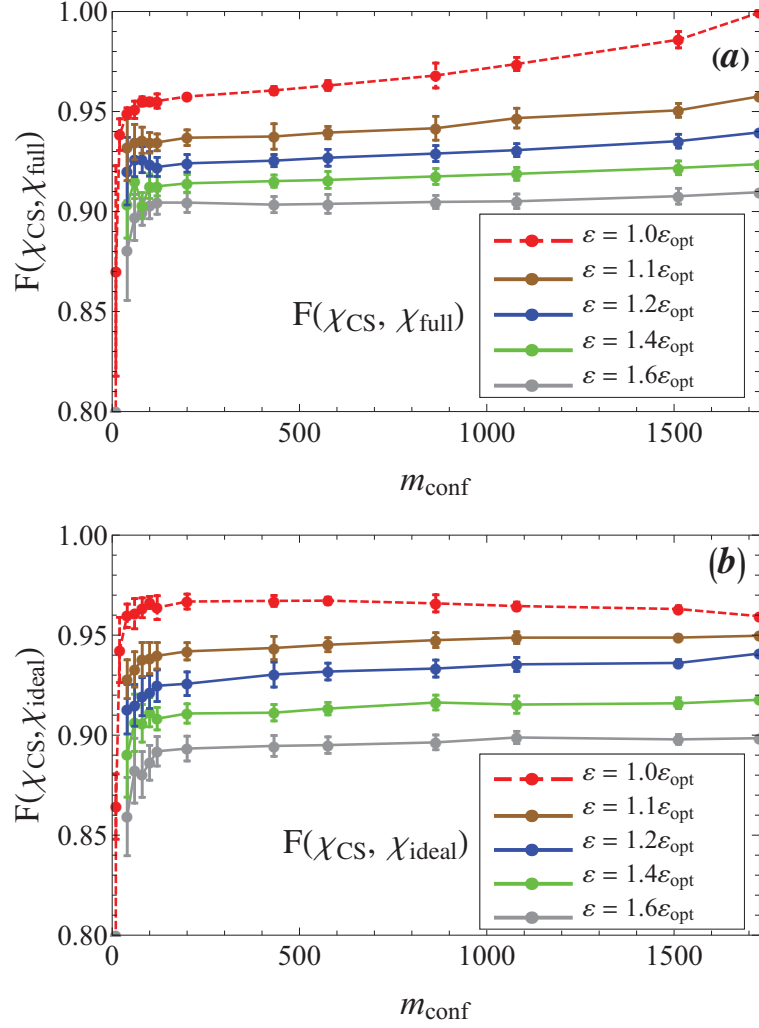 1.00
(a)
0.95
0.90
0.85
0.80
F(χCS,χfull)
F(χCS, χfull)
ε = 1.0εopt
ε = 1.1εopt
ε = 1.2εopt
ε = 1.4εopt
ε = 1.6εopt
0 500 1000 1500
mconf
1.00
(b)
0.95
0.90
0.85
0.80
F(χCS,χideal)
F(χCS, χideal)
ε = 1.0εopt
ε = 1.1εopt
ε = 1.2εopt
ε = 1.4εopt
ε = 1.6εopt
0 500 1000 1500
mconf